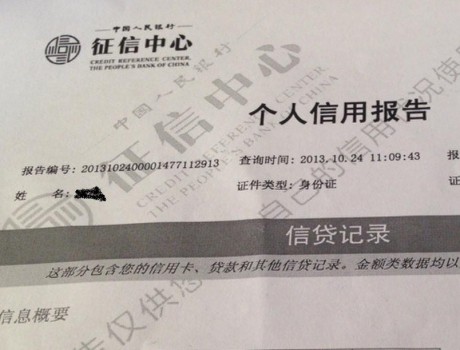 中国人民银行
征信中心
CREDIT REFERENCE CENTER,
THE PEOPLE'S BANK OF CHINA
个人信用报告
报告编号：2013102400001477112913 查询时间：2013.10.24 11:09:43 报
姓 名： 证件类型：身份证
信贷记录
这部分包含您的信用卡、贷款和其他信贷记录。金额类数据均以
信息概要
中国人民银行
征信中心
CREDIT REFERENCE CENTER,
THE PEOPLE'S BANK OF CHINA
仅供您
自己的信用状况使